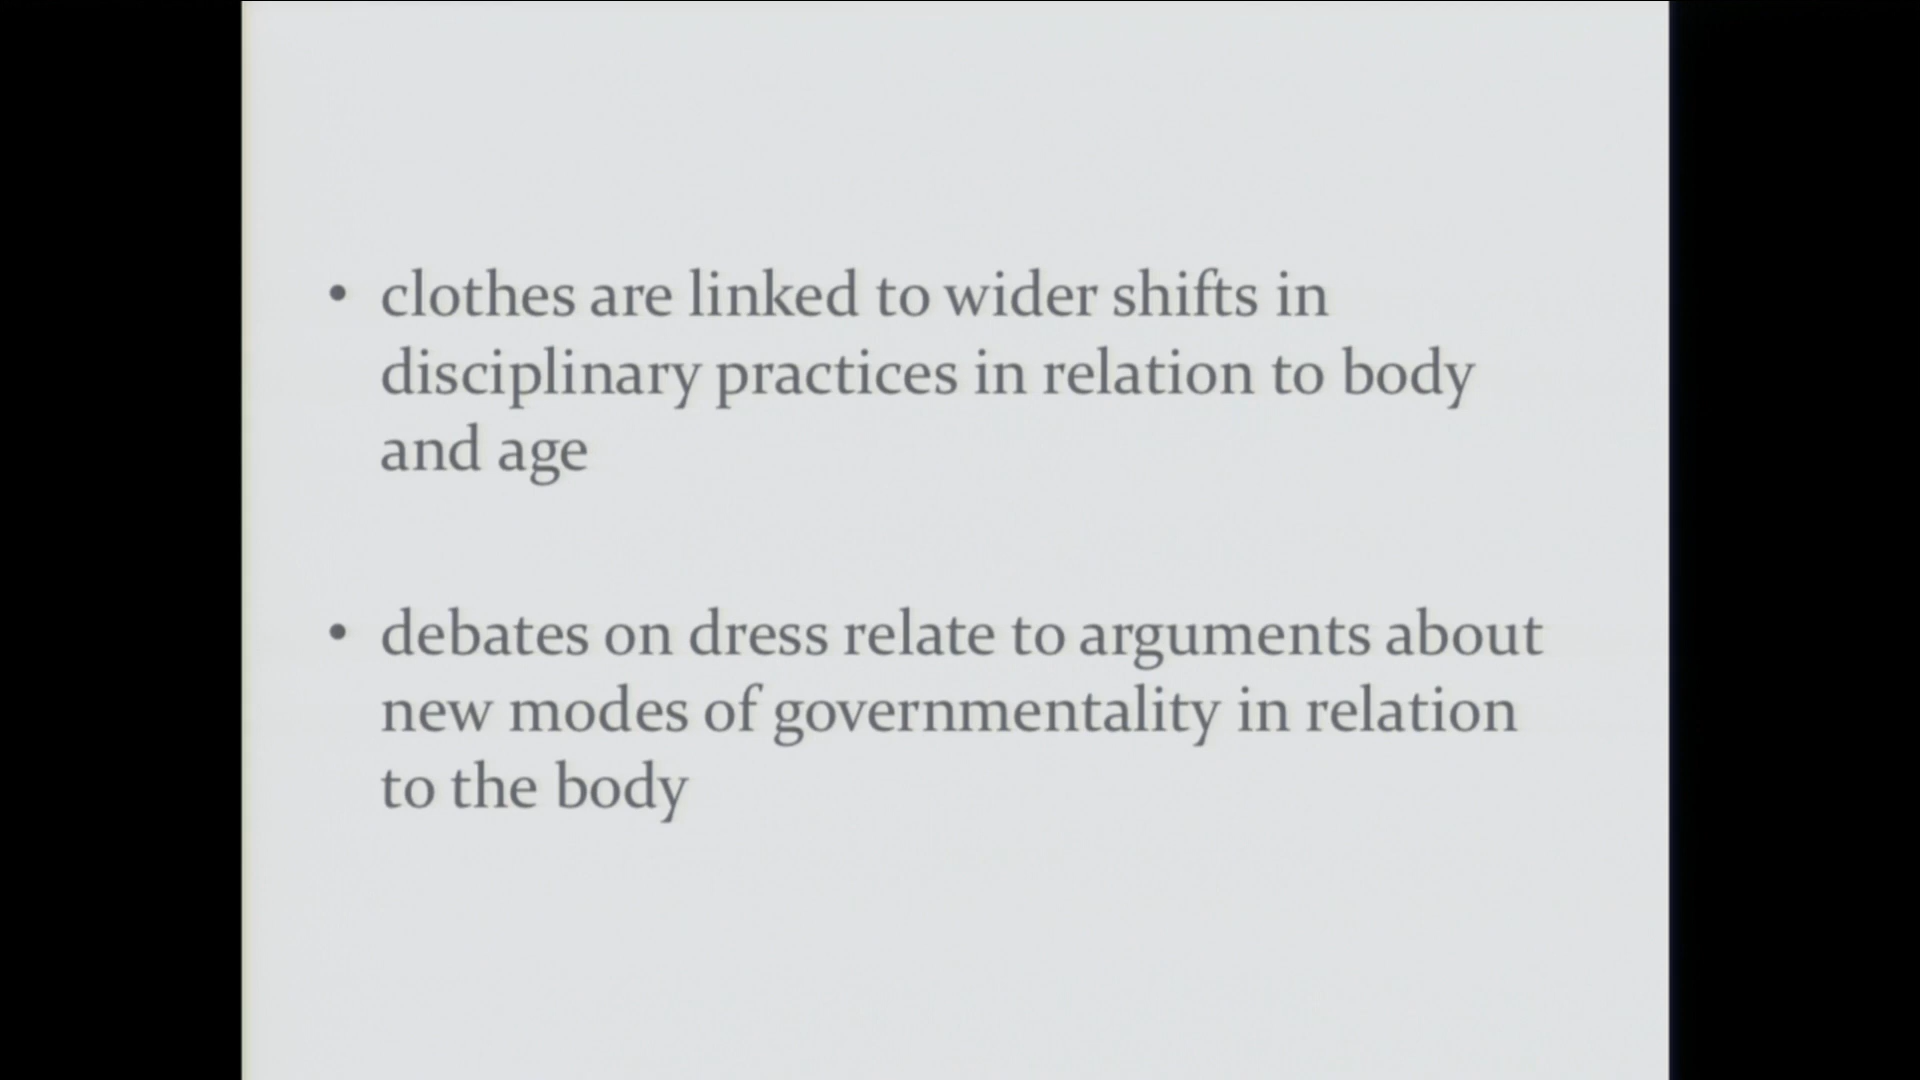 • clothes are linked to wider shifts in
disciplinary practices in relation to body
and age
• debates on dress relate to arguments about
new modes of governmentality in relation
to the body